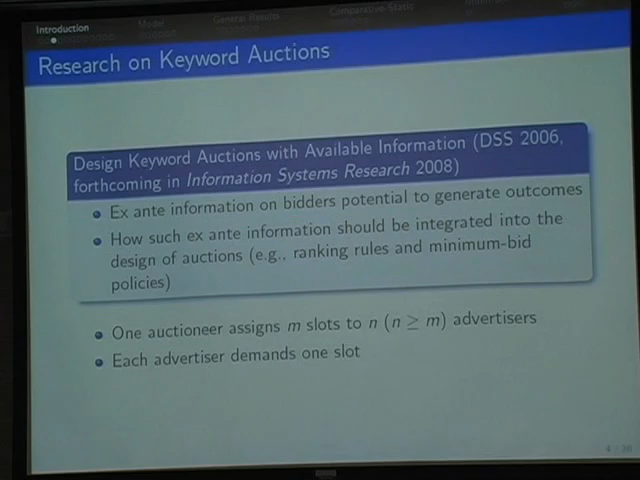 Introduction
Model
General Results
Comparative-Static
Research on Keyword Auctions
Design Keyword Auctions with Available Information (DSS 2006,
forthcoming in Information Systems Research 2008)
Ex ante information on bidders potential to generate outcomes
How such ex ante information should be integrated into the
design of auctions (e.g., ranking rules and minimum-bid
policies)
One auctioneer assigns m slots to n (n ≥ m) advertisers
Each advertiser demands one slot